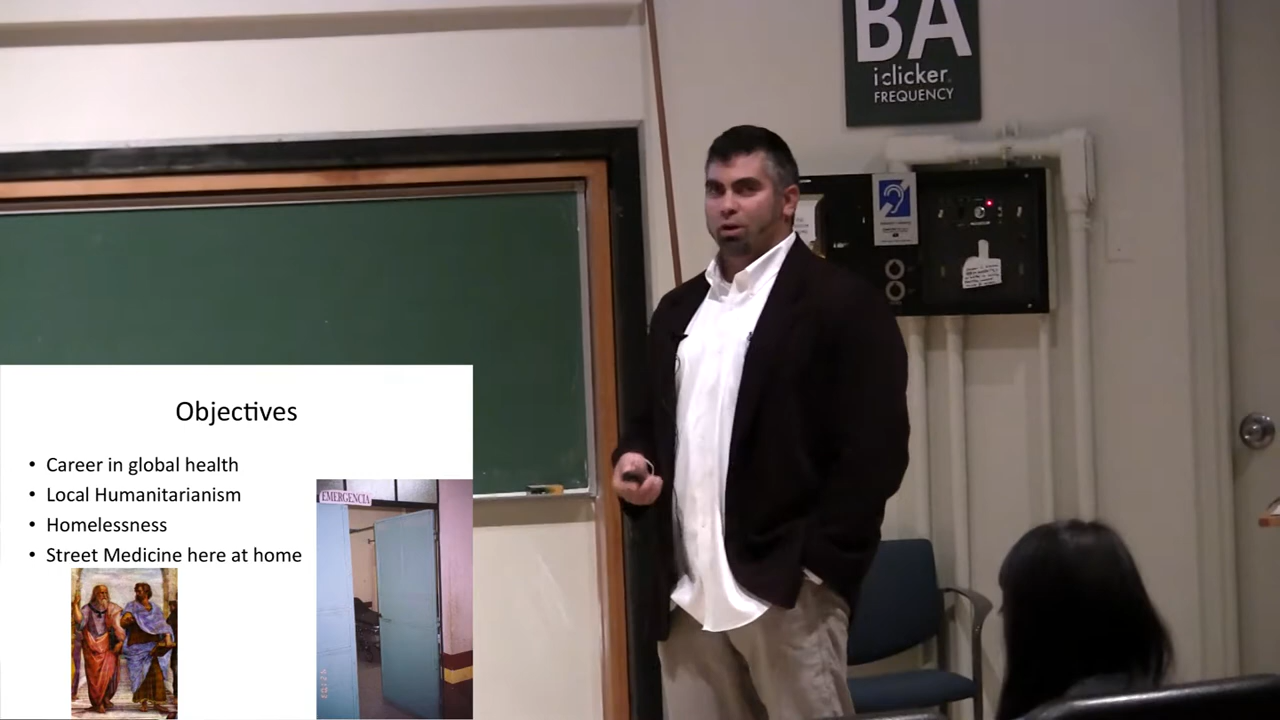 BA
iclicker.
FREQUENCY
Objectives
• Career in global health
• Local Humanitarianism
• Homelessness
• Street Medicine here at home
EMERGENCIA